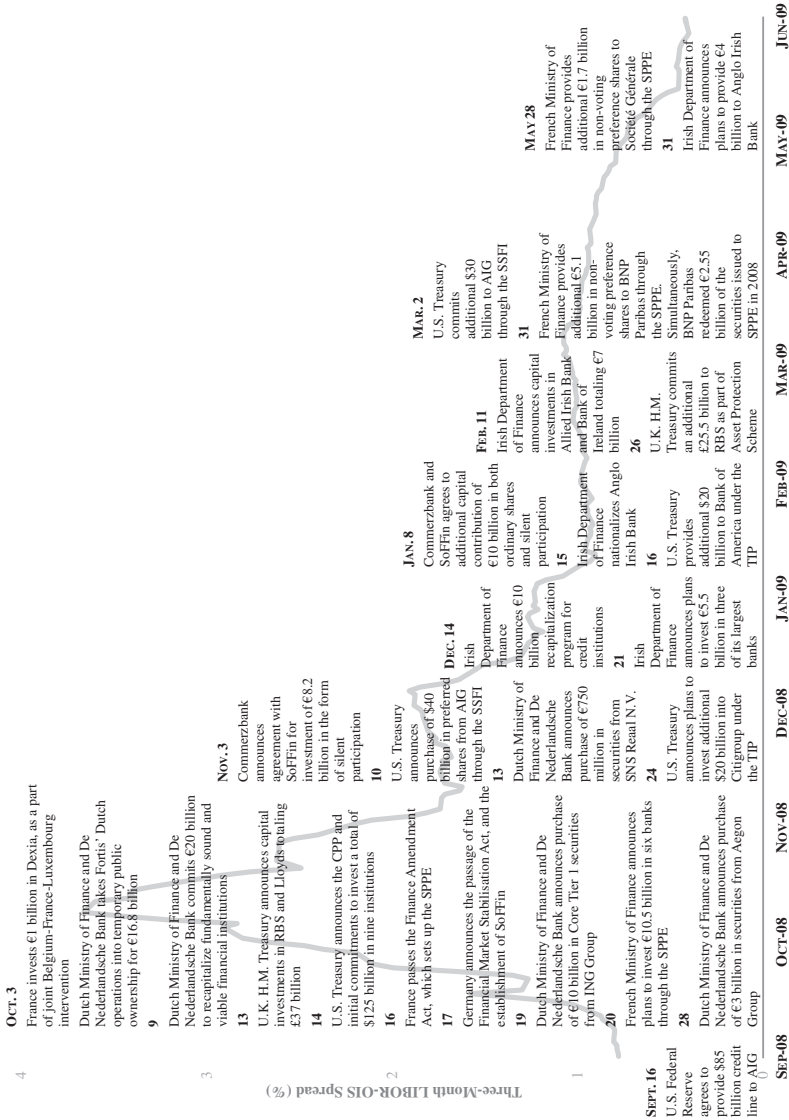 4
3
2
1
0
Three-Month LIBOR-OIS Spread (%)
SEPT. 16
U.S. Federal
Reserve
agrees to
provide $85
billion credit
line to AIG
OCT. 3
France invests €1 billion in Dexia, as a part
of joint Belgium-France-Luxembourg
intervention
Dutch Ministry of Finance and De
Nederlandsche Bank takes Fortis' Dutch
operations into temporary public
ownership for €16.8 billion
9
Dutch Ministry of Finance and De
Nederlandsche Bank commits €20 billion
to recapitalize fundamentally sound and
viable financial institutions
13
U.K. H.M. Treasury announces capital
investments in RBS and Lloyds totaling
£37 billion
14
U.S. Treasury announces the CPP and
initial commitments to invest a total of
$125 billion in nine institutions
16
France passes the Finance Amendment
Act, which sets up the SPPE
17
Germany announces the passage of the
Financial Market Stabilisation Act, and the
establishment of SoFFin
19
Dutch Ministry of Finance and De
Nederlandsche Bank announces purchase
of €10 billion in Core Tier 1 securities
from ING Group
20
French Ministry of Finance announces
plans to invest €10.5 billion in six banks
through the SPPE
28
Dutch Ministry of Finance and De
Nederlandsche Bank announces purchase
of €3 billion in securities from Aegon
Group
NOV. 3
Commerzbank
announces
agreement with
SoFFin for
investment of €8.2
billion in the form
of silent
participation
10
U.S. Treasury
announces
purchase of $40
billion in preferred
shares from AIG
through the SSFI
13
Dutch Ministry of
Finance and De
Nederlandsche
Bank announces
purchase of €750
million in
securities from
SNS Reaal N.V.
24
U.S. Treasury
announces plans to
invest additional
$20 billion into
Citigroup under
the TIP
DEC. 14
Irish
Department of
Finance
announces €10
billion
recapitalization
program for
credit
institutions
21
Irish
Department of
Finance
announces plans
to invest €5.5
billion in three
of its largest
banks
JAN. 8
Commerzbank and
SoFFin agrees to
additional capital
contribution of
€10 billion in both
ordinary shares
and silent
participation
15
Irish Department
of Finance
nationalizes Anglo
Irish Bank
16
U.S. Treasury
provides
additional $20
billion to Bank of
America under the
TIP
FEB. 11
Irish Department
of Finance
announces capital
investments in
Allied Irish Bank
and Bank of
Ireland totaling €7
billion
26
U.K. H.M.
Treasury commits
an additional
£25.5 billion to
RBS as part of
Asset Protection
Scheme
MAR. 2
U.S. Treasury
commits
additional $30
billion to AIG
through the SSFI
31
French Ministry of
Finance provides
additional €5.1
billion in non-
voting preference
shares to BNP
Paribas through
the SPPE.
Simultaneously,
BNP Paribas
redeemed €2.55
billion of the
securities issued to
SPPE in 2008
MAY 28
French Ministry of
Finance provides
additional €1.7 billion
in non-voting
preference shares to
Société Générale
through the SPPE
31
Irish Department of
Finance announces
plans to provide €4
billion to Anglo Irish
Bank
SEP-08
OCT-08
NOV-08
DEC-08
JAN-09
FEB-09
MAR-09
APR-09
MAY-09
JUN-09